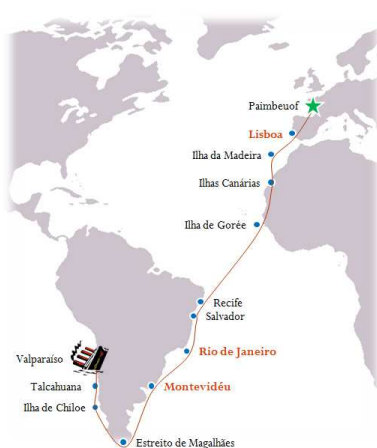 Paimbeuof
Lisboa
Ilha da Madeira
Ilhas Canárias
Ilha de Gorée
Recife
Salvador
Rio de Janeiro
Valparaíso
Talcahuana
Montevidéu
Ilha de Chiloe
Estreito de Magalhães